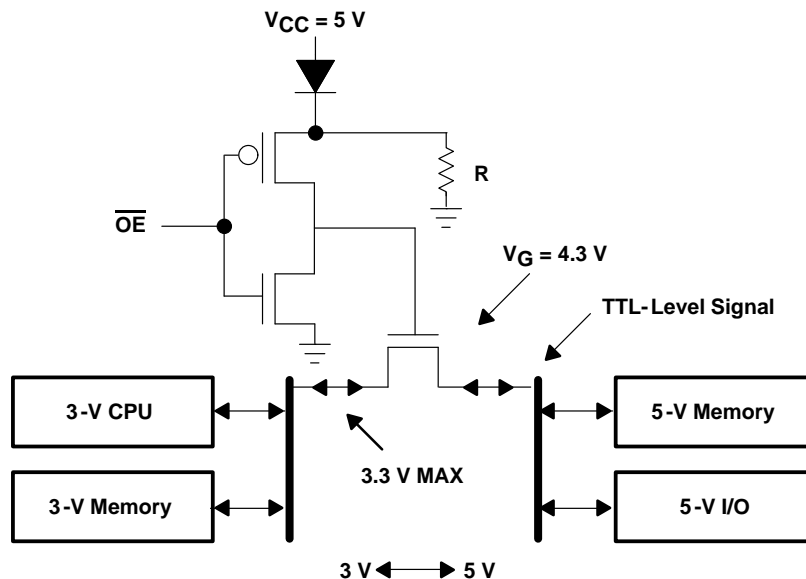 VCC = 5 V
R
OE
VG = 4.3 V
TTL-Level Signal
3-V CPU
5-V Memory
3.3 V MAX
3-V Memory
5-V I/O
3 V
5 V